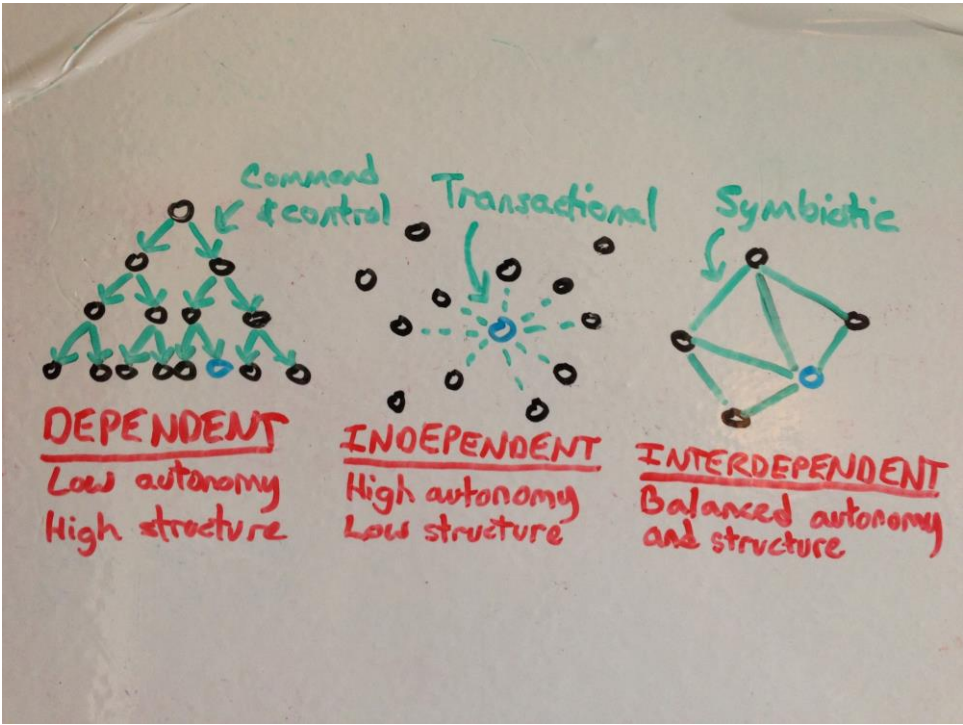 Command
& control
DEPENDENT
Low autonomy
High structure
Transactional
INDEPENDENT
High autonomy
Low structure
Symbiotic
INTERDEPENDENT
Balanced autonomy
and structure